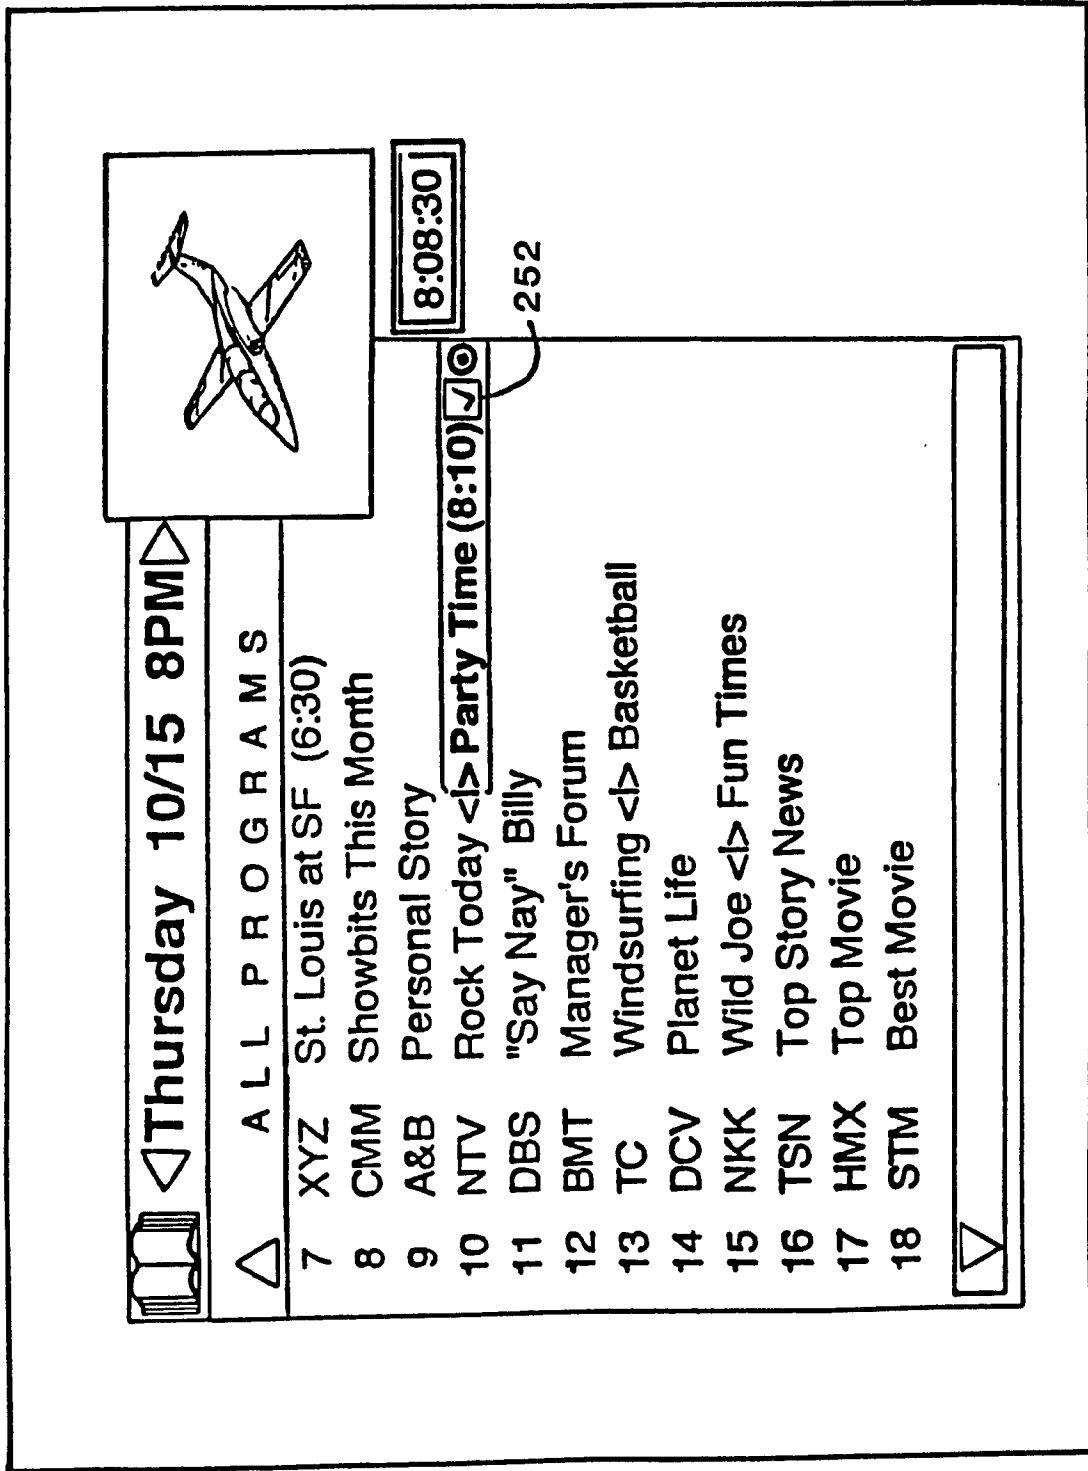 Thursday 10/15 8PM
ALL PROGRAMS
7 XYZ St. Louis at SF (6:30)
8:08:30
8 CMM Showbits This Month
9 A&B Personal Story
10 NTV Rock Today <I> Party Time (8:10)
252
11 DBS "Say Nay" Billy
12 BMT Manager's Forum
13 TC Windsurfing <I> Basketball
14 DCV Planet Life
15 NKK Wild Joe <I> Fun Times
16 TSN Top Story News
17 HMX Top Movie
18 STM Best Movie